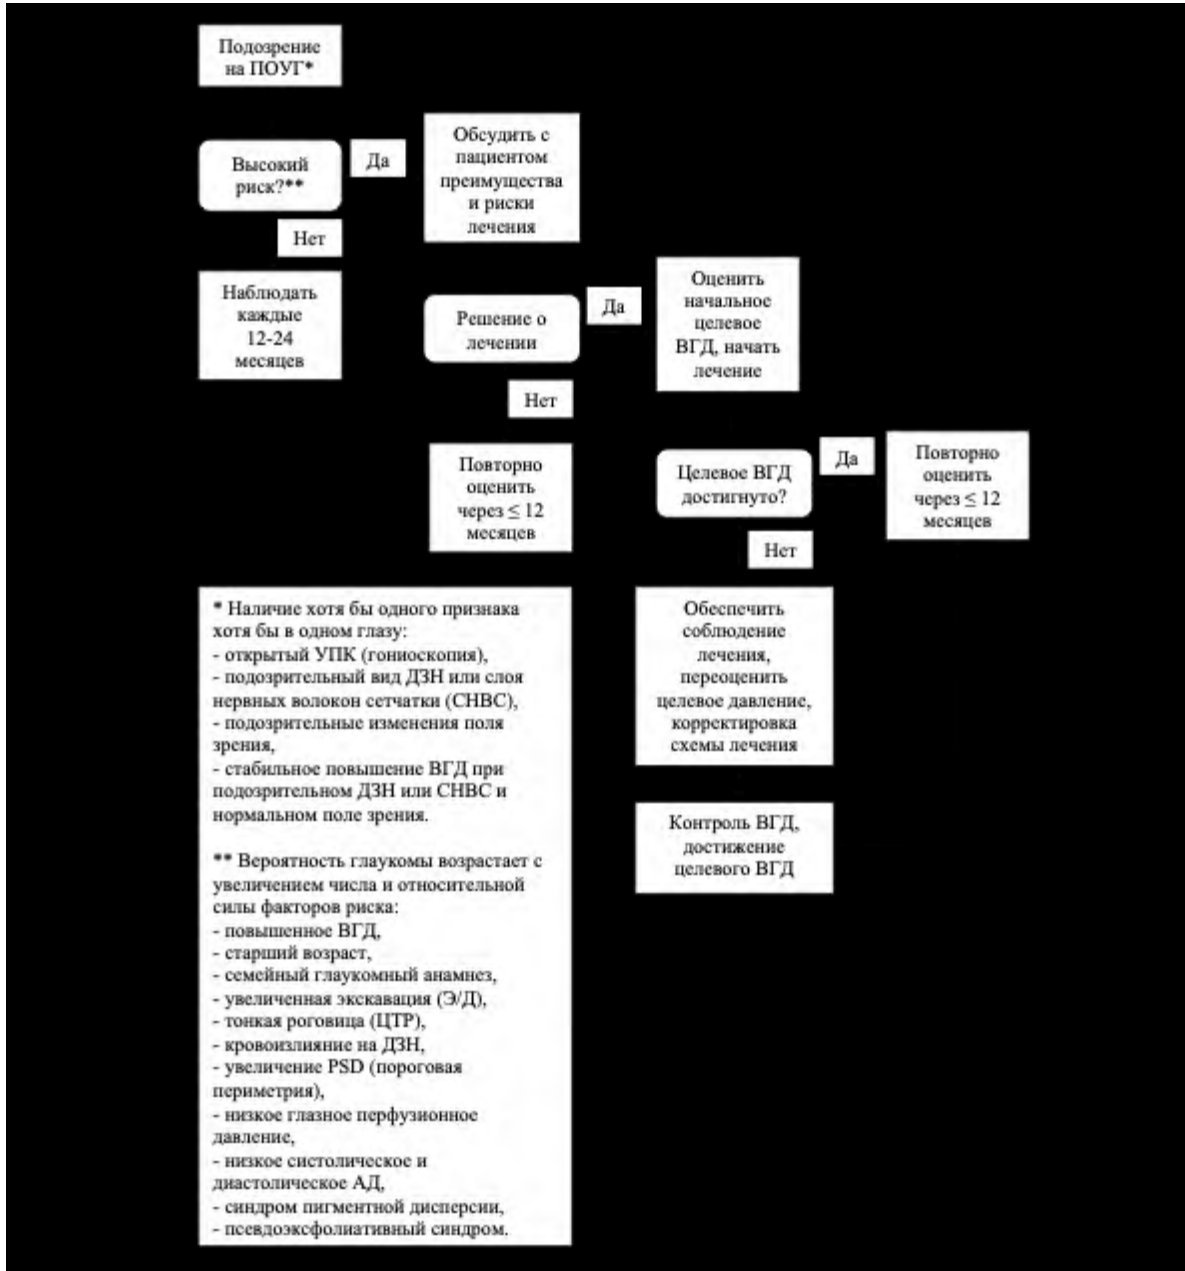 Подозрение
на ПОУГ*
Высокий
риск?**
Да
Обсудить с
пациентом
преимущества
и риски
лечения
Нет
Наблюдать
каждые
12-24
месяцев
Решение о
лечении
Да
Оценить
начальное
целевое
ВГД, начать
лечение
Нет
Повторно
оценить
через ≤ 12
месяцев
Целевое ВГД
достигнуто?
Да
Повторно
оценить
через ≤ 12
месяцев
Нет
Обеспечить
соблюдение
лечения,
переоценить
целевое давление,
корректировка
схемы лечения
Контроль ВГД,
достижение
целевого ВГД
* Наличие хотя бы одного признака
хотя бы в одном глазу:
- открытый УПК (гониоскопия),
- подозрительный вид ДЗН или слоя
нервных волокон сетчатки (СНВС),
- подозрительные изменения поля
зрения,
- стабильное повышение ВГД при
подозрительном ДЗН или СНВС и
нормальном поле зрения.
** Вероятность глаукомы возрастает с
увеличением числа и относительной
силы факторов риска:
- повышенное ВГД,
- старший возраст,
- семейный глаукомный анамнез,
- увеличенная экскавация (Э/Д),
- тонкая роговица (ЦТР),
- кровоизлияние на ДЗН,
- увеличение PSD (пороговая
периметрия),
- низкое глазное перфузионное
давление,
- низкое систолическое и
диастолическое АД,
- синдром пигментной дисперсии,
- псевдоэксфолиативный синдром.